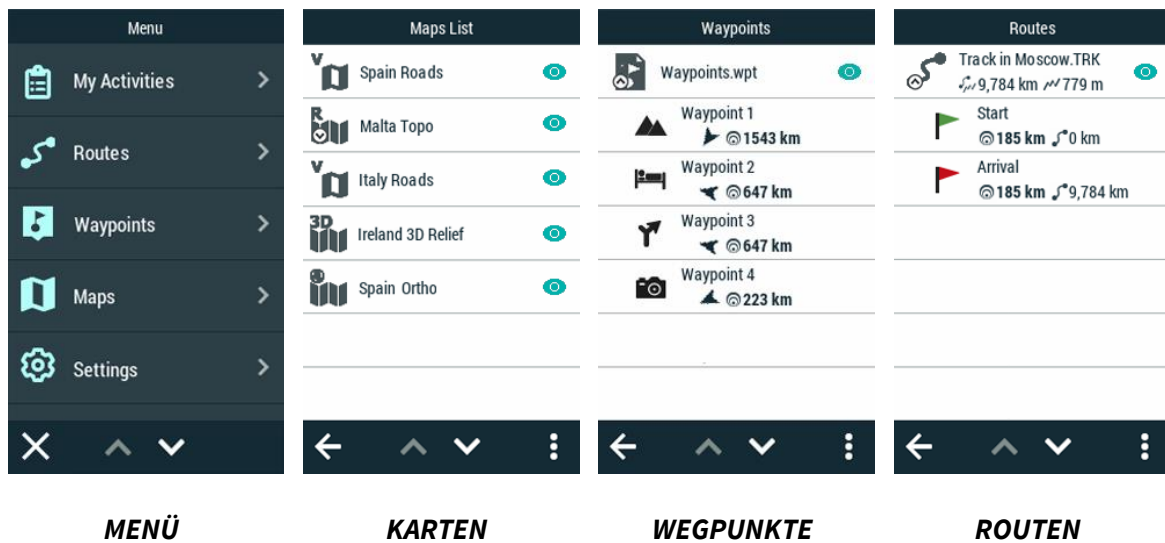 Menu
My Activities
Routes
Waypoints
Maps
Settings
Maps List
V
Spain Roads
R
Malta Topo
V
Italy Roads
3D
Ireland 3D Relief
Spain Ortho
Waypoints
Waypoints.wpt
Waypoint 1
1543 km
Waypoint 2
647 km
Waypoint 3
647 km
Waypoint 4
223 km
Routes
Track in Moscow.TRK
9,784 km 779 m
Start
185 km 0 km
Arrival
185 km 9,784 km
MENÜ
KARTEN
WEGPUNKTE
ROUTEN